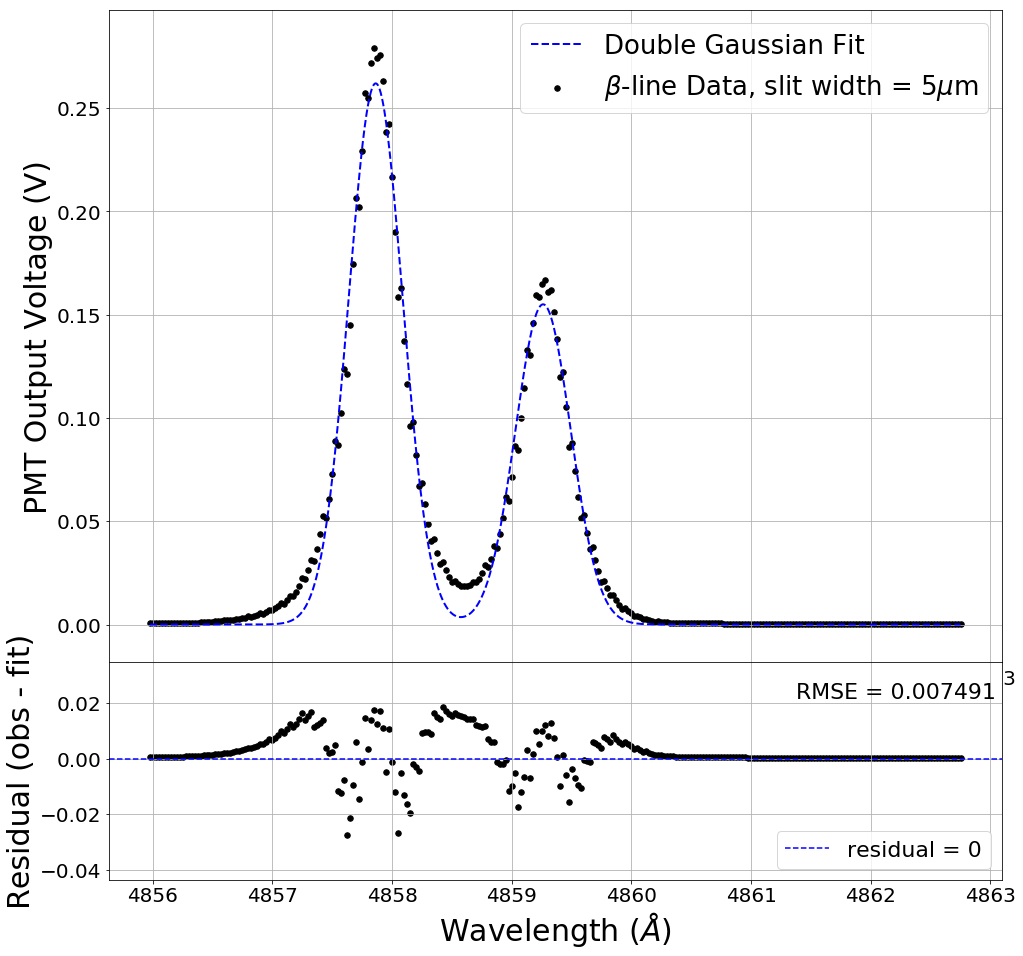 Double Gaussian Fit
β-line Data, slit width = 5μm
PMT Output Voltage (V)
0.25
0.20
0.15
0.10
0.05
0.00
3
RMSE = 0.007491
Residual (obs - fit)
0.02
0.00
−0.02
−0.04
residual = 0
4856 4857 4858 4859 4860 4861 4862 4863
Wavelength (Å)